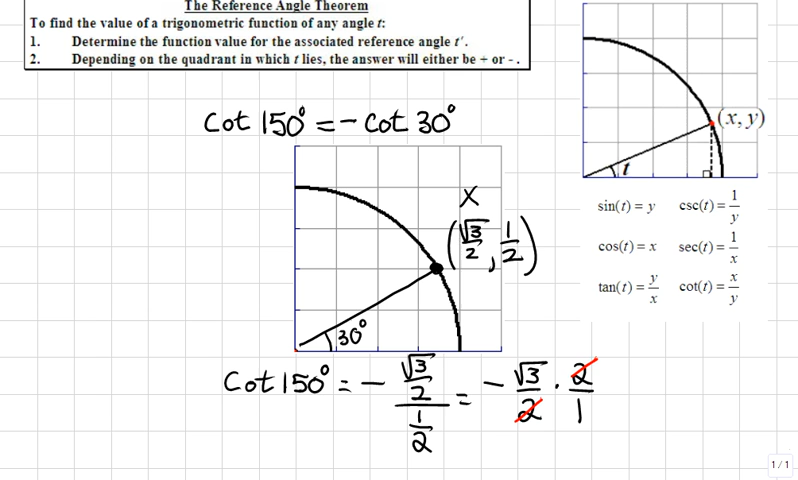 The Reference Angle Theorem
To find the value of a trigonometric function of any angle t:
1. Determine the function value for the associated reference angle t'.
2. Depending on the quadrant in which t lies, the answer will either be + or - .
(x, y)
t
sin(t) = y csc(t) = 1/y
cos(t) = x sec(t) = 1/x
tan(t) = y/x cot(t) = x/y
Cot 150° = - Cot 30°
X
(√3/2, 1/2)
30°
Cot 150° = - (√3/2)/(1/2) = - √3/2 · 2/1
1 / 1